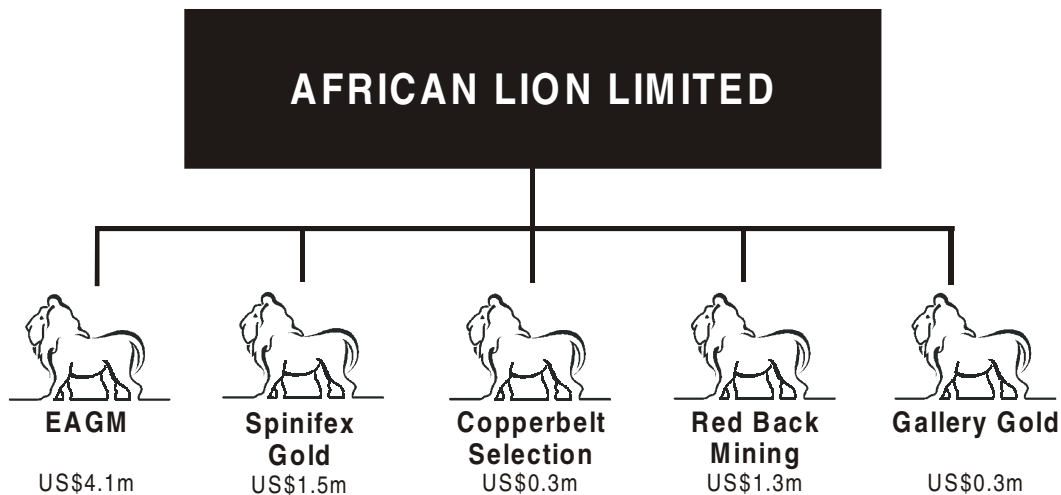 AFRICAN LION LIMITED
EAGM
US$4.1m
Spinifex
Gold
US$1.5m
Copperbelt
Selection
US$0.3m
Red Back
Mining
US$1.3m
Gallery Gold
US$0.3m